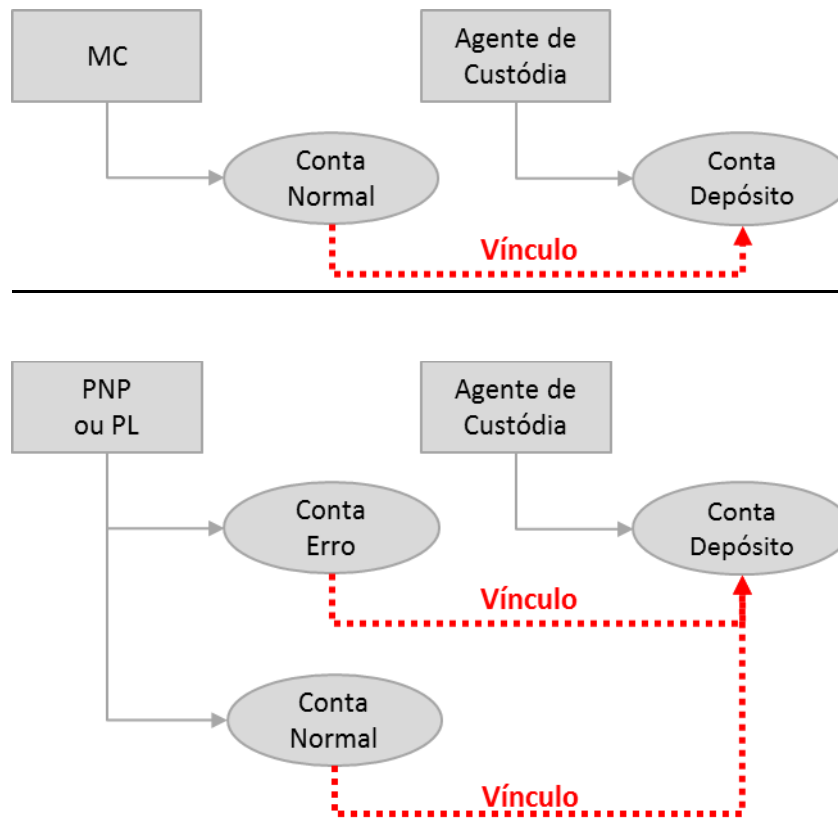 MC
Agente de
Custódia
Conta
Normal
Conta
Depósito
Vínculo
PNP
ou PL
Agente de
Custódia
Conta
Erro
Conta
Depósito
Vínculo
Conta
Normal
Vínculo